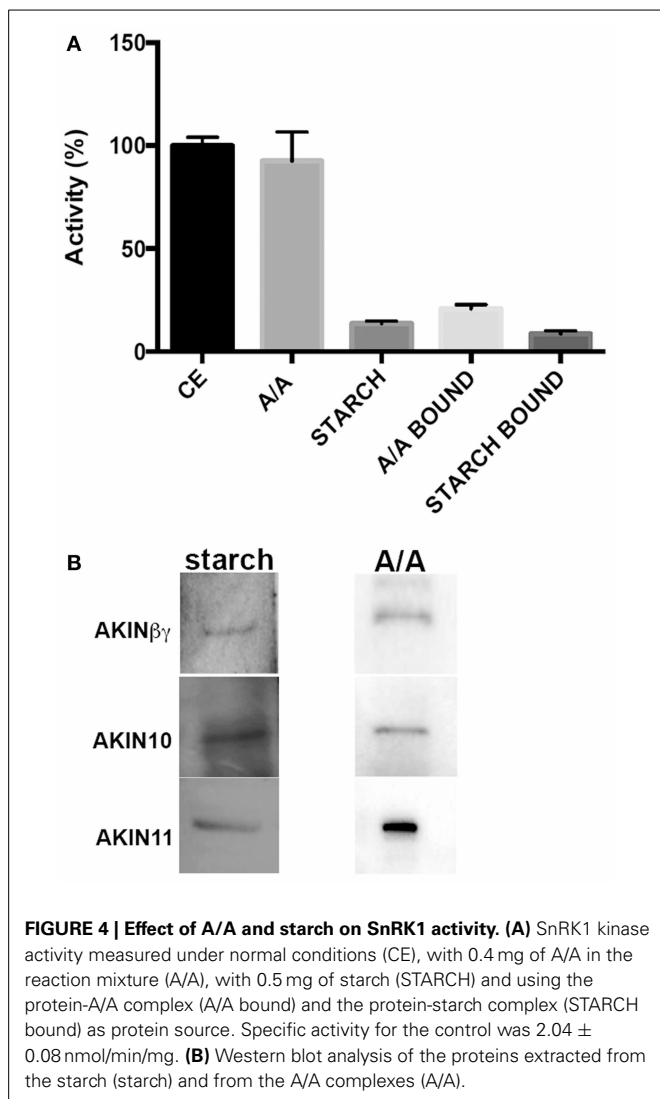 A
150
100
50
0
Activity (%)
CE
A/A
STARCH
A/A BOUND
STARCH BOUND
B
starch
A/A
AKINβγ
AKIN10
AKIN11
FIGURE 4 | Effect of A/A and starch on SnRK1 activity. (A) SnRK1 kinase
activity measured under normal conditions (CE), with 0.4 mg of A/A in the
reaction mixture (A/A), with 0.5 mg of starch (STARCH) and using the
protein-A/A complex (A/A bound) and the protein-starch complex (STARCH
bound) as protein source. Specific activity for the control was 2.04 ±
0.08 nmol/min/mg. (B) Western blot analysis of the proteins extracted from
the starch (starch) and from the A/A complexes (A/A).